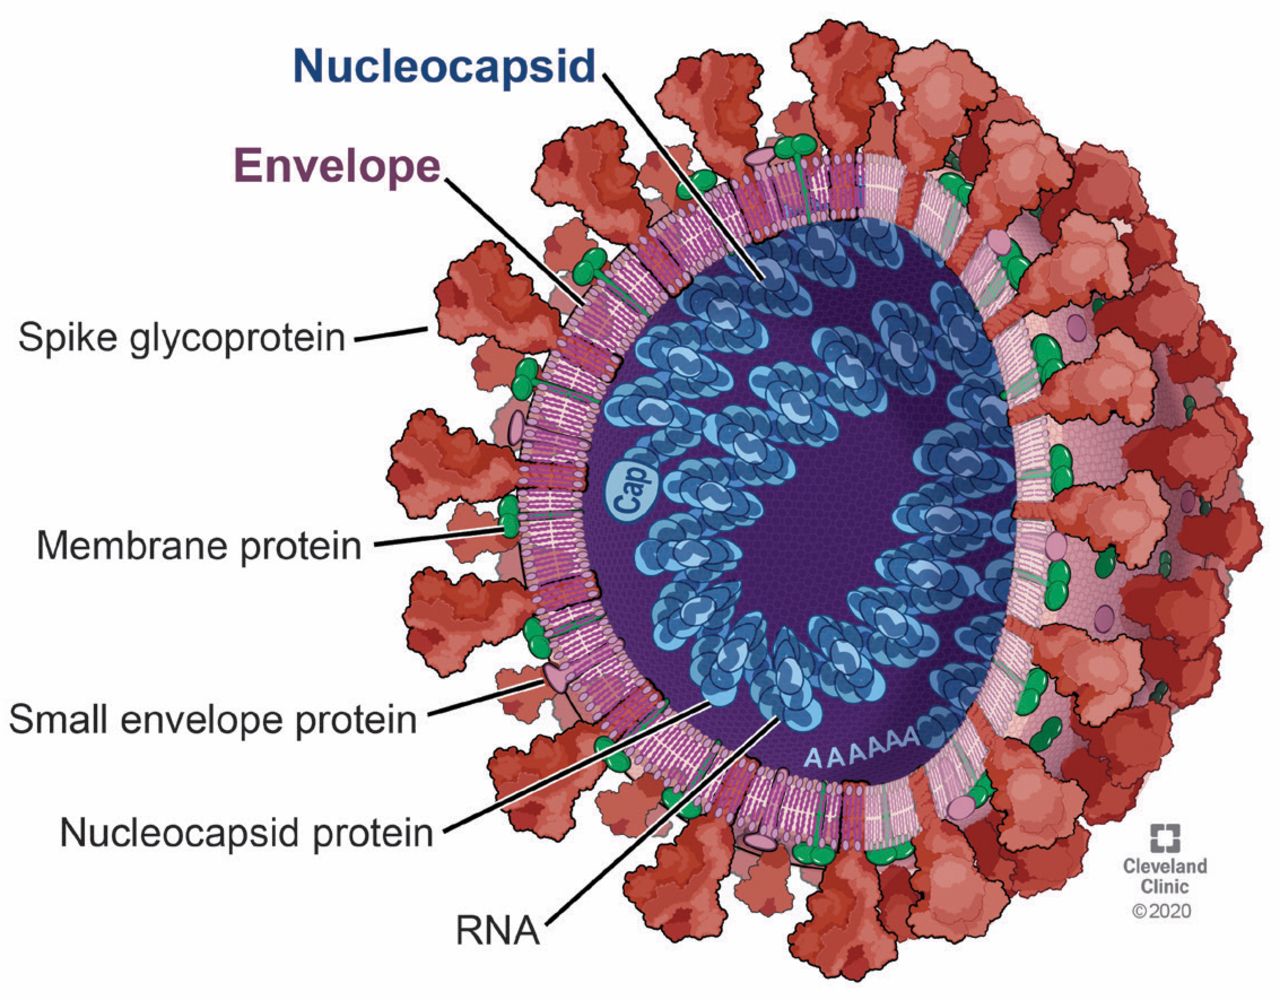 Nucleocapsid
Envelope
Spike glycoprotein
Cap
Membrane protein
Small envelope protein
AAAAAA
Nucleocapsid protein
RNA
Cleveland
Clinic
©2020